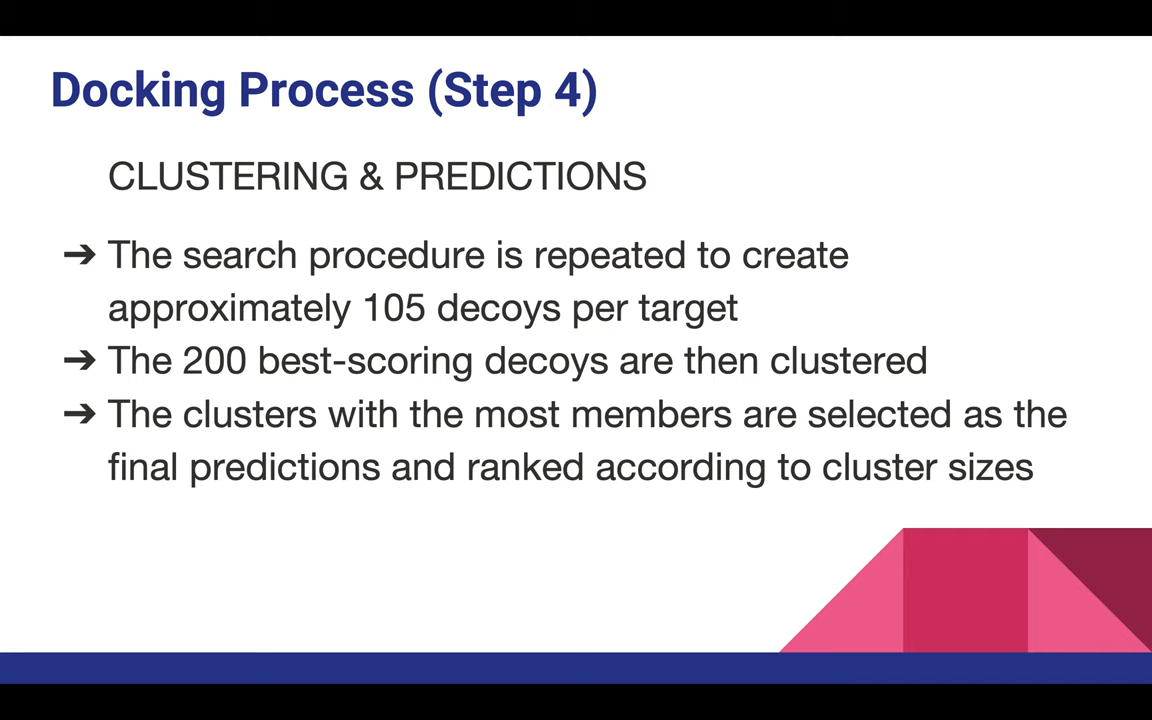 Docking Process (Step 4)
CLUSTERING & PREDICTIONS
➔ The search procedure is repeated to create
approximately 105 decoys per target
➔ The 200 best-scoring decoys are then clustered
➔ The clusters with the most members are selected as the
final predictions and ranked according to cluster sizes